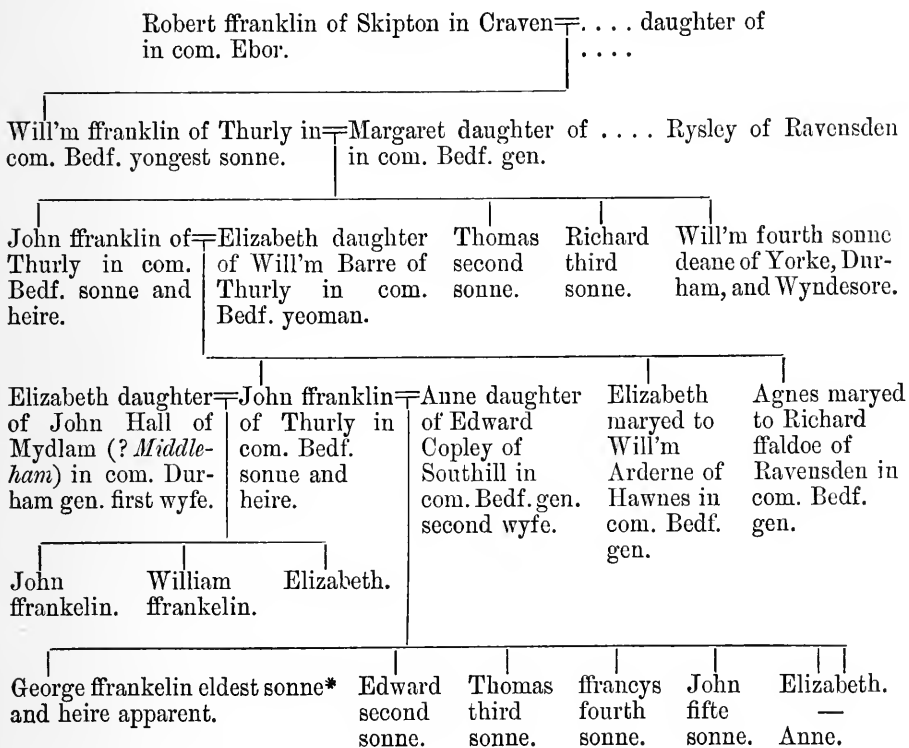 Robert ffranklin of Skipton in Craven=. . . . daughter of
in com. Ebor. . . . .
Will'm ffranklin of Thurly in=Margaret daughter of . . . . Rysley of Ravensden
com. Bedf. yongest sonne. in com. Bedf. gen.
John ffranklin of=
Thurly in com.
Bedf. sonne and
heire.
Elizabeth daughter
of Will'm Barre of
Thurly in com.
Bedf. yeoman.
Thomas
second
sonne.
Richard
third
sonne.
Will'm fourth sonne
deane of Yorke, Dur-
ham, and Wyndesore.
Elizabeth daughter=
of John Hall of
Mydlam (? Middle-
ham) in com. Dur-
ham gen. first wyfe.
John ffranklin=
of Thurly in
com. Bedf.
sonne and
heire.
Anne daughter
of Edward
Copley of
Southill in
com. Bedf. gen.
second wyfe.
Elizabeth
maryed to
Will'm
Arderne of
Hawnes in
com. Bedf.
gen.
Agnes maryed
to Richard
ffaldoe of
Ravensden in
com. Bedf.
gen.
John
ffrankelin.
William
ffrankelin.
Elizabeth.
George ffrankelin eldest sonne*
and heire apparent.
Edward
second
sonne.
Thomas
third
sonne.
ffrancys
fourth
sonne.
John
fifte
sonne.
Elizabeth.
—
Anne.